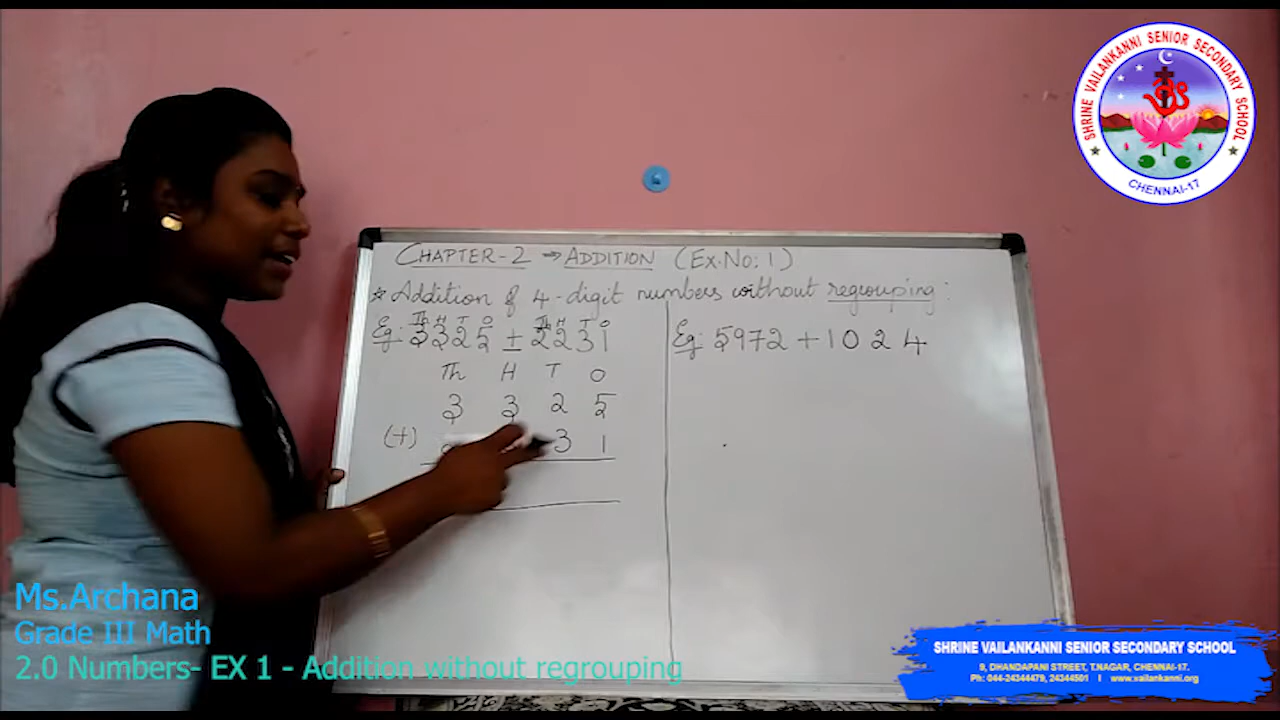 SHRINE VAILANKANNI SENIOR SECONDARY SCHOOL
CHENNAI-17
CHAPTER-2 → ADDITION (EX.NO:1)
☆ Addition of 4-digit numbers without regrouping:
Th H T O Th H T O
Eg: 3325 + 2231
Th H T O
3 3 2 5
(+) 3 1
Eg: 5972 + 1024
Ms.Archana
Grade III Math
2.0 Numbers- EX 1 - Addition without regrouping
SHRINE VAILANKANNI SENIOR SECONDARY SCHOOL
9, DHANDAPANI STREET, T.NAGAR, CHENNAI-17.
Ph: 044-24344479, 24344501 I www.vailankanni.org